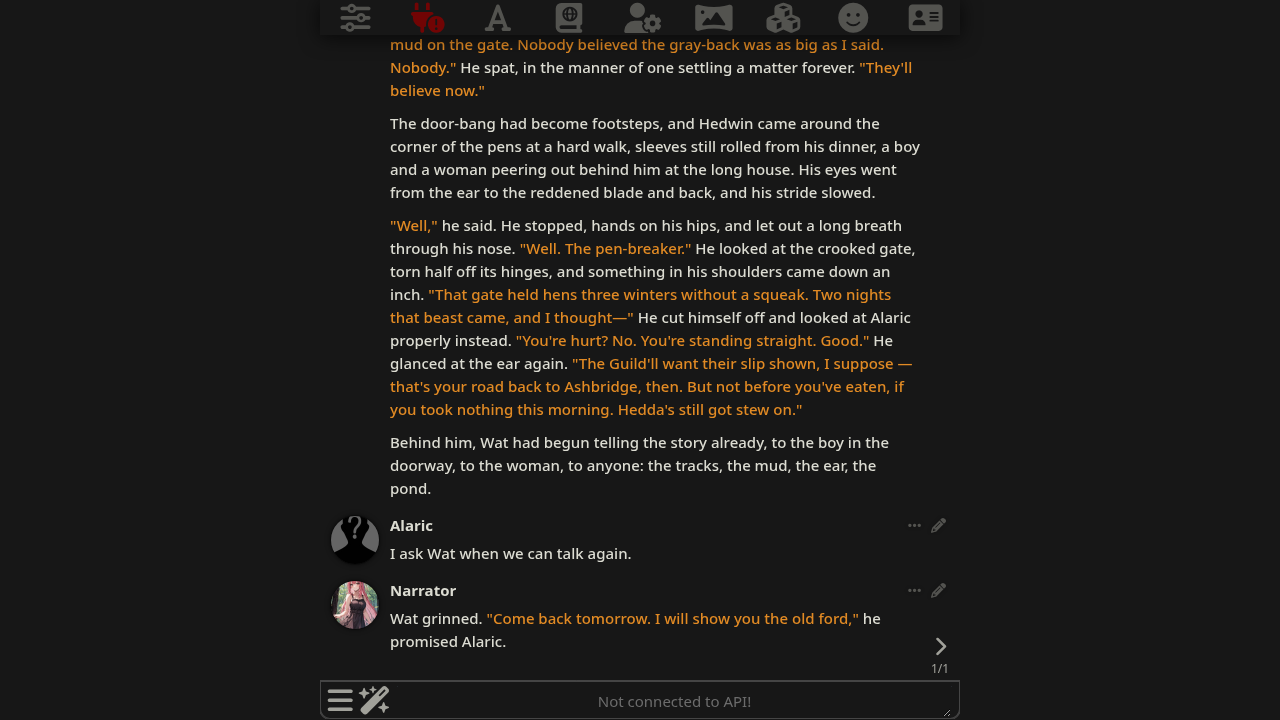 mud on the gate. Nobody believed the gray-back was as big as I said.
Nobody." He spat, in the manner of one settling a matter forever. "They'll
believe now."
The door-bang had become footsteps, and Hedwin came around the
corner of the pens at a hard walk, sleeves still rolled from his dinner, a boy
and a woman peering out behind him at the long house. His eyes went
from the ear to the reddened blade and back, and his stride slowed.
"Well," he said. He stopped, hands on his hips, and let out a long breath
through his nose. "Well. The pen-breaker." He looked at the crooked gate,
torn half off its hinges, and something in his shoulders came down an
inch. "That gate held hens three winters without a squeak. Two nights
that beast came, and I thought—" He cut himself off and looked at Alaric
properly instead. "You're hurt? No. You're standing straight. Good." He
glanced at the ear again. "The Guild'll want their slip shown, I suppose —
that's your road back to Ashbridge, then. But not before you've eaten, if
you took nothing this morning. Hedda's still got stew on."
Behind him, Wat had begun telling the story already, to the boy in the
doorway, to the woman, to anyone: the tracks, the mud, the ear, the
pond.
Alaric
I ask Wat when we can talk again.
Narrator
Wat grinned. "Come back tomorrow. I will show you the old ford," he
promised Alaric.
1/1
Not connected to API!